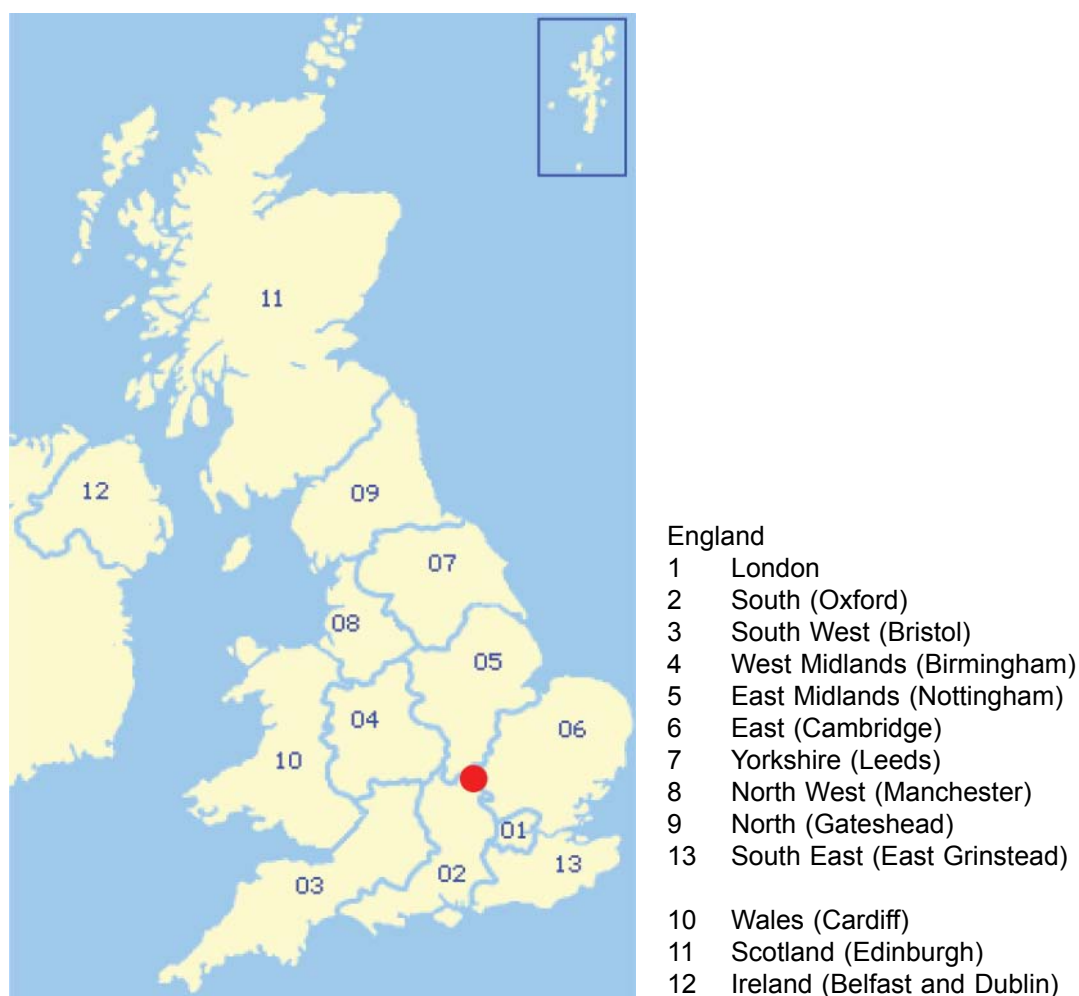 11
12
09
07
08
05
04
06
10
01
02
13
03
England
1 London
2 South (Oxford)
3 South West (Bristol)
4 West Midlands (Birmingham)
5 East Midlands (Nottingham)
6 East (Cambridge)
7 Yorkshire (Leeds)
8 North West (Manchester)
9 North (Gateshead)
13 South East (East Grinstead)
10 Wales (Cardiff)
11 Scotland (Edinburgh)
12 Ireland (Belfast and Dublin)